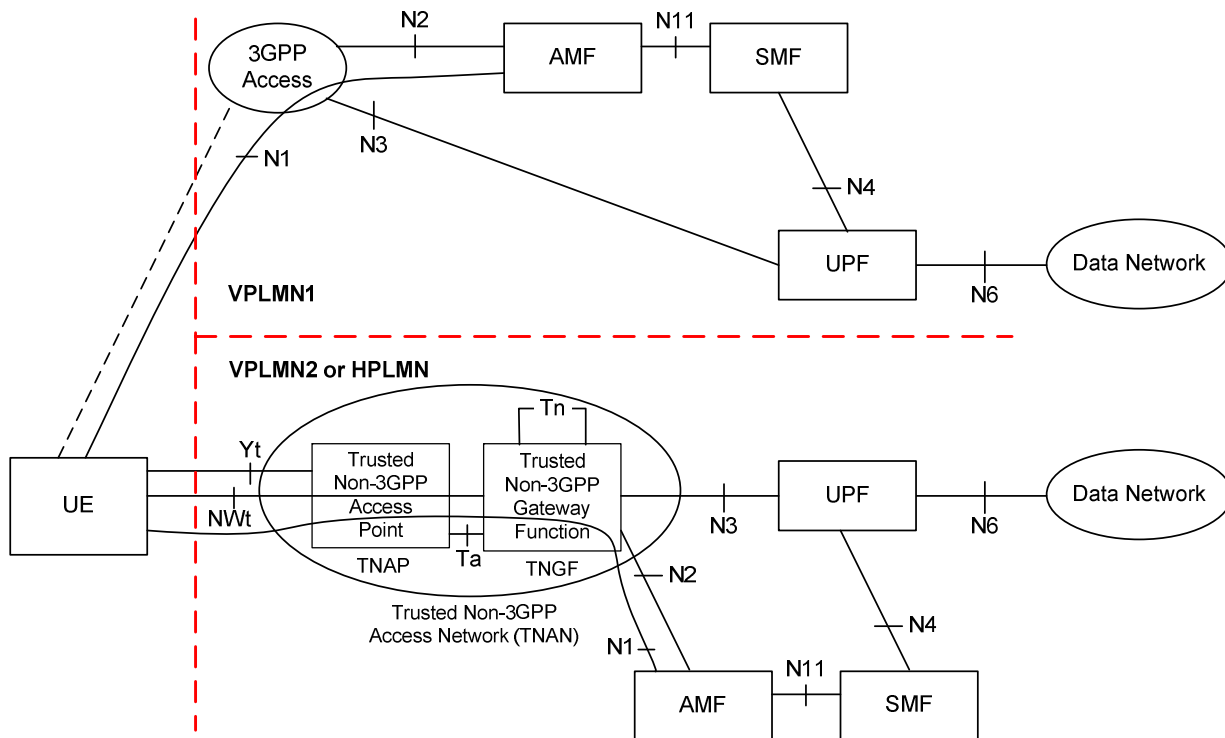 3GPP
Access
N2
AMF
N11
SMF
N1
N3
N4
UPF
N6
Data Network
VPLMN1
VPLMN2 or HPLMN
UE
Yt
NWt
Trusted
Non-3GPP
Access
Point
TNAP
Ta
Tn
Trusted
Non-3GPP
Gateway
Function
TNGF
Trusted Non-3GPP
Access Network (TNAN)
N3
UPF
N6
Data Network
N2
N1
N4
AMF
N11
SMF